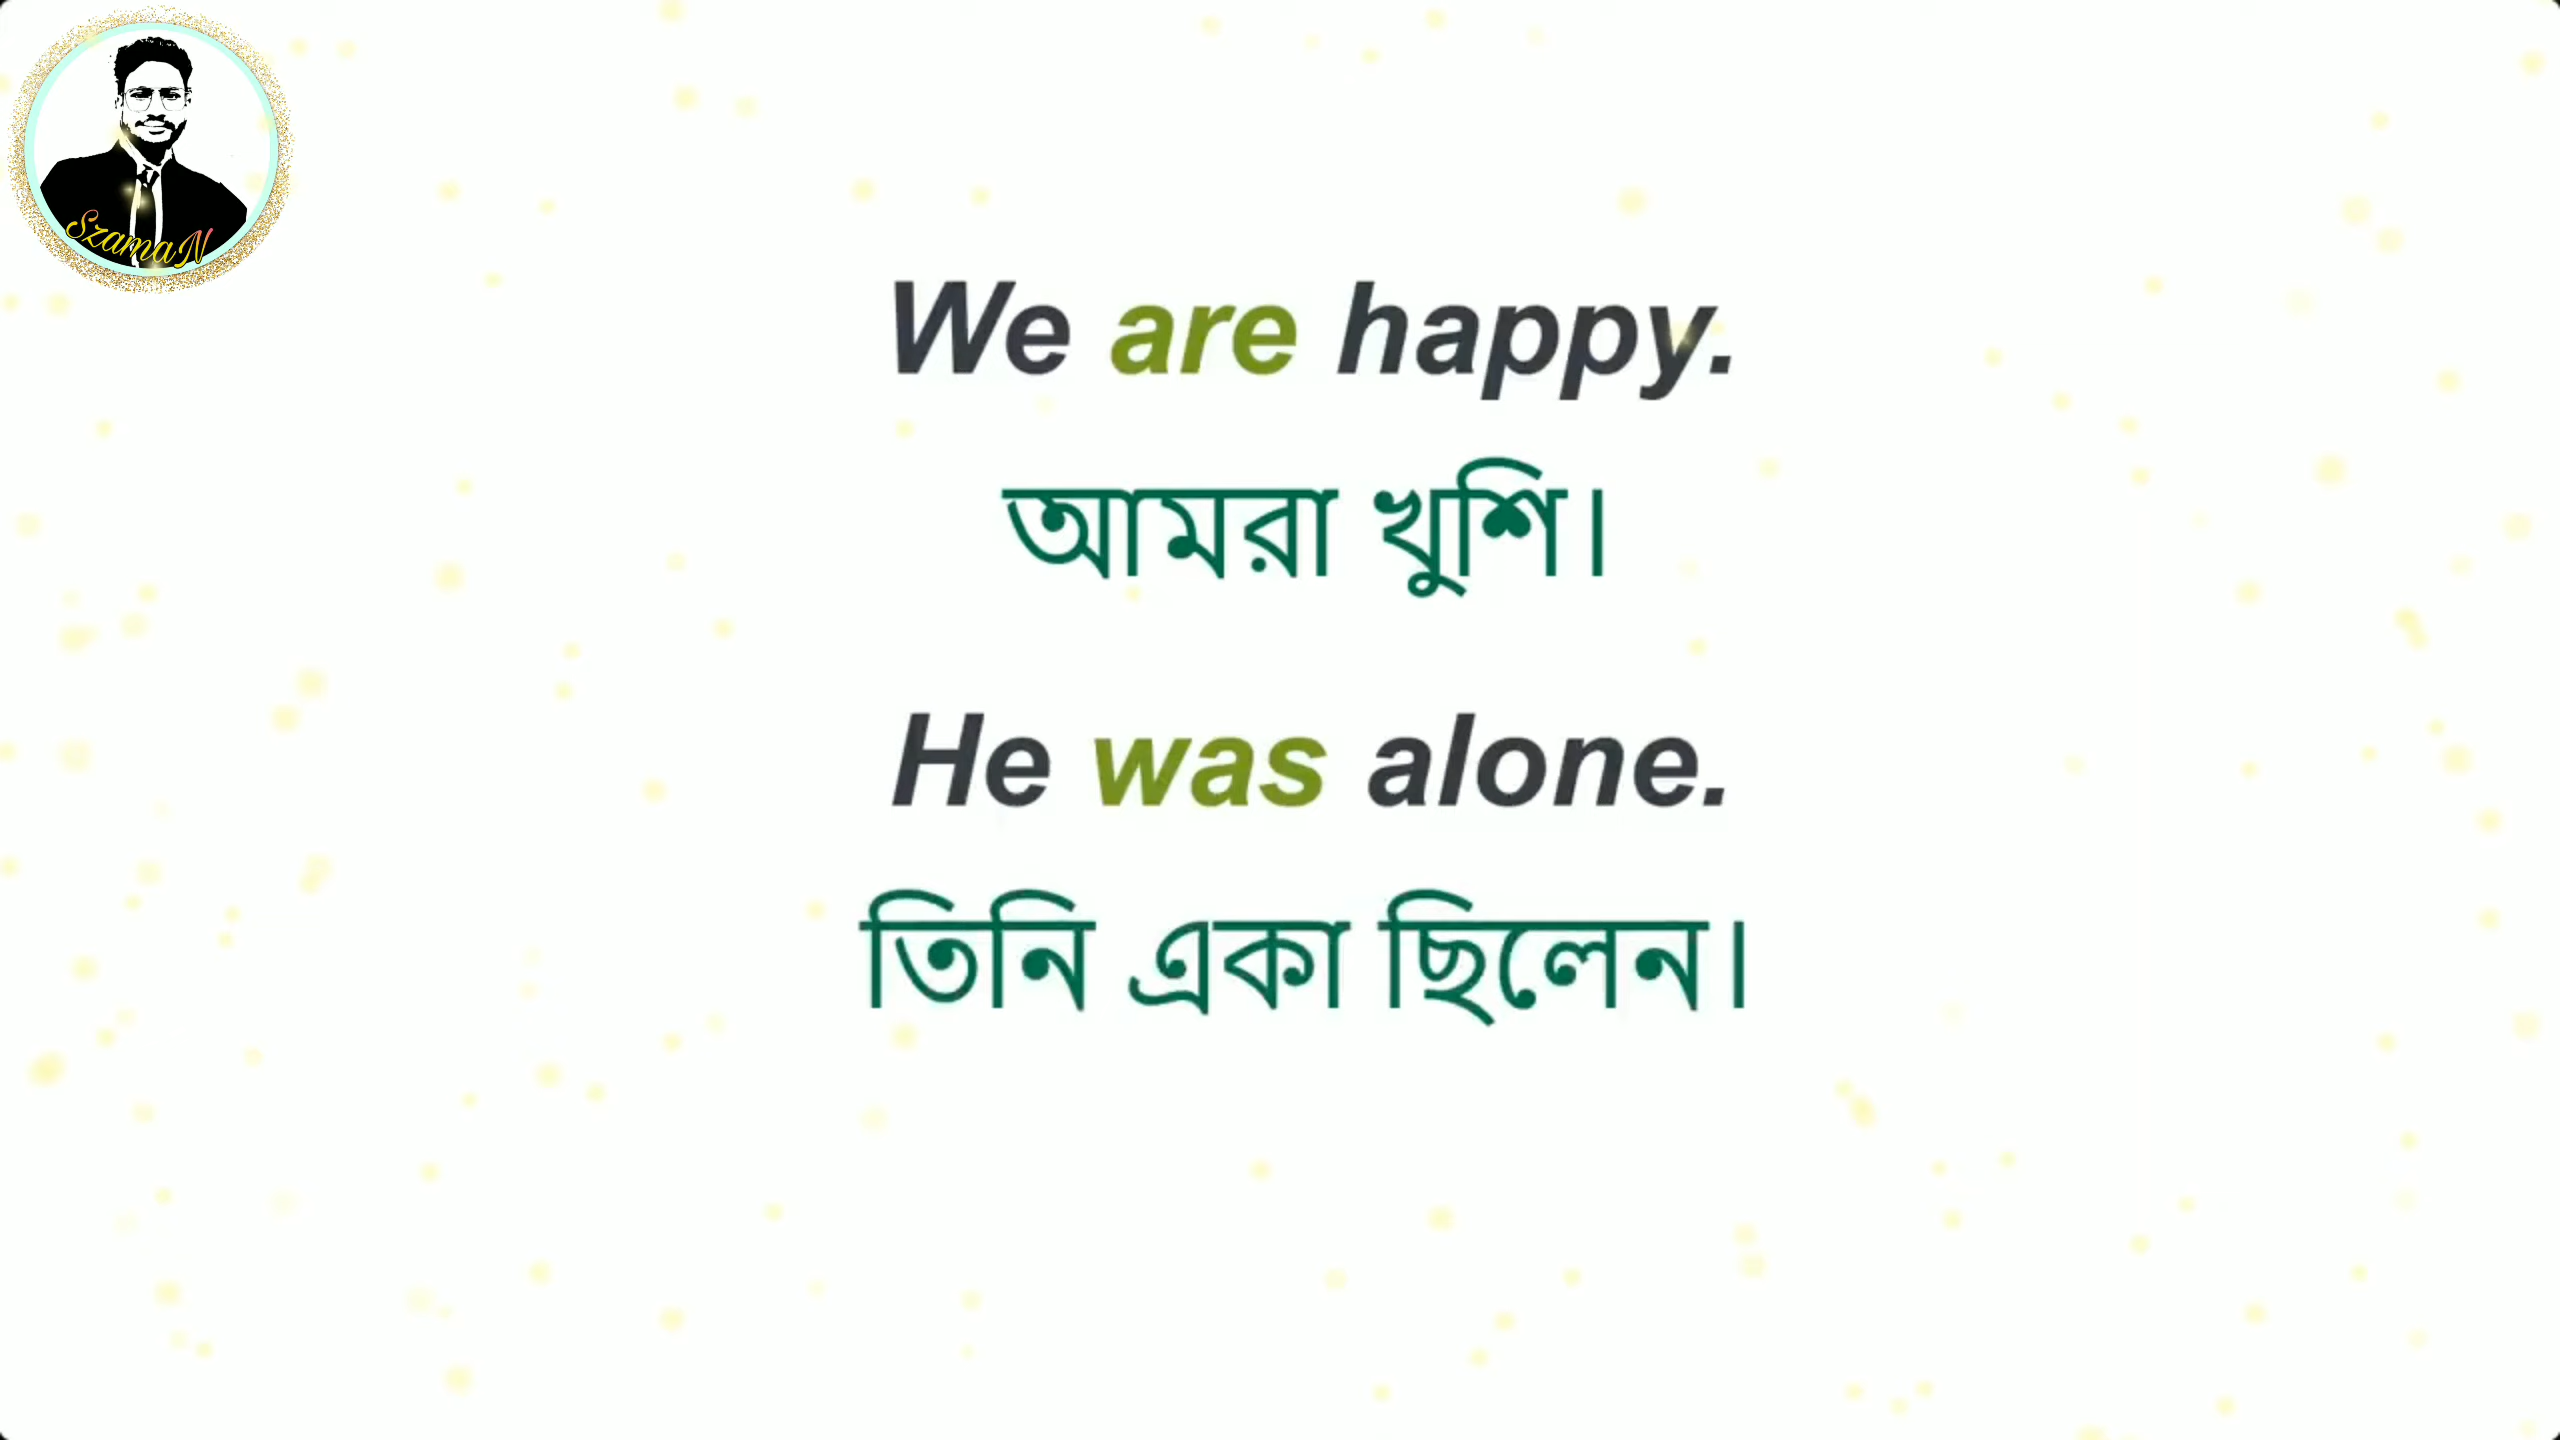 SzamaN
We are happy.
আমরা খুশি।
He was alone.
তিনি একা ছিলেন।